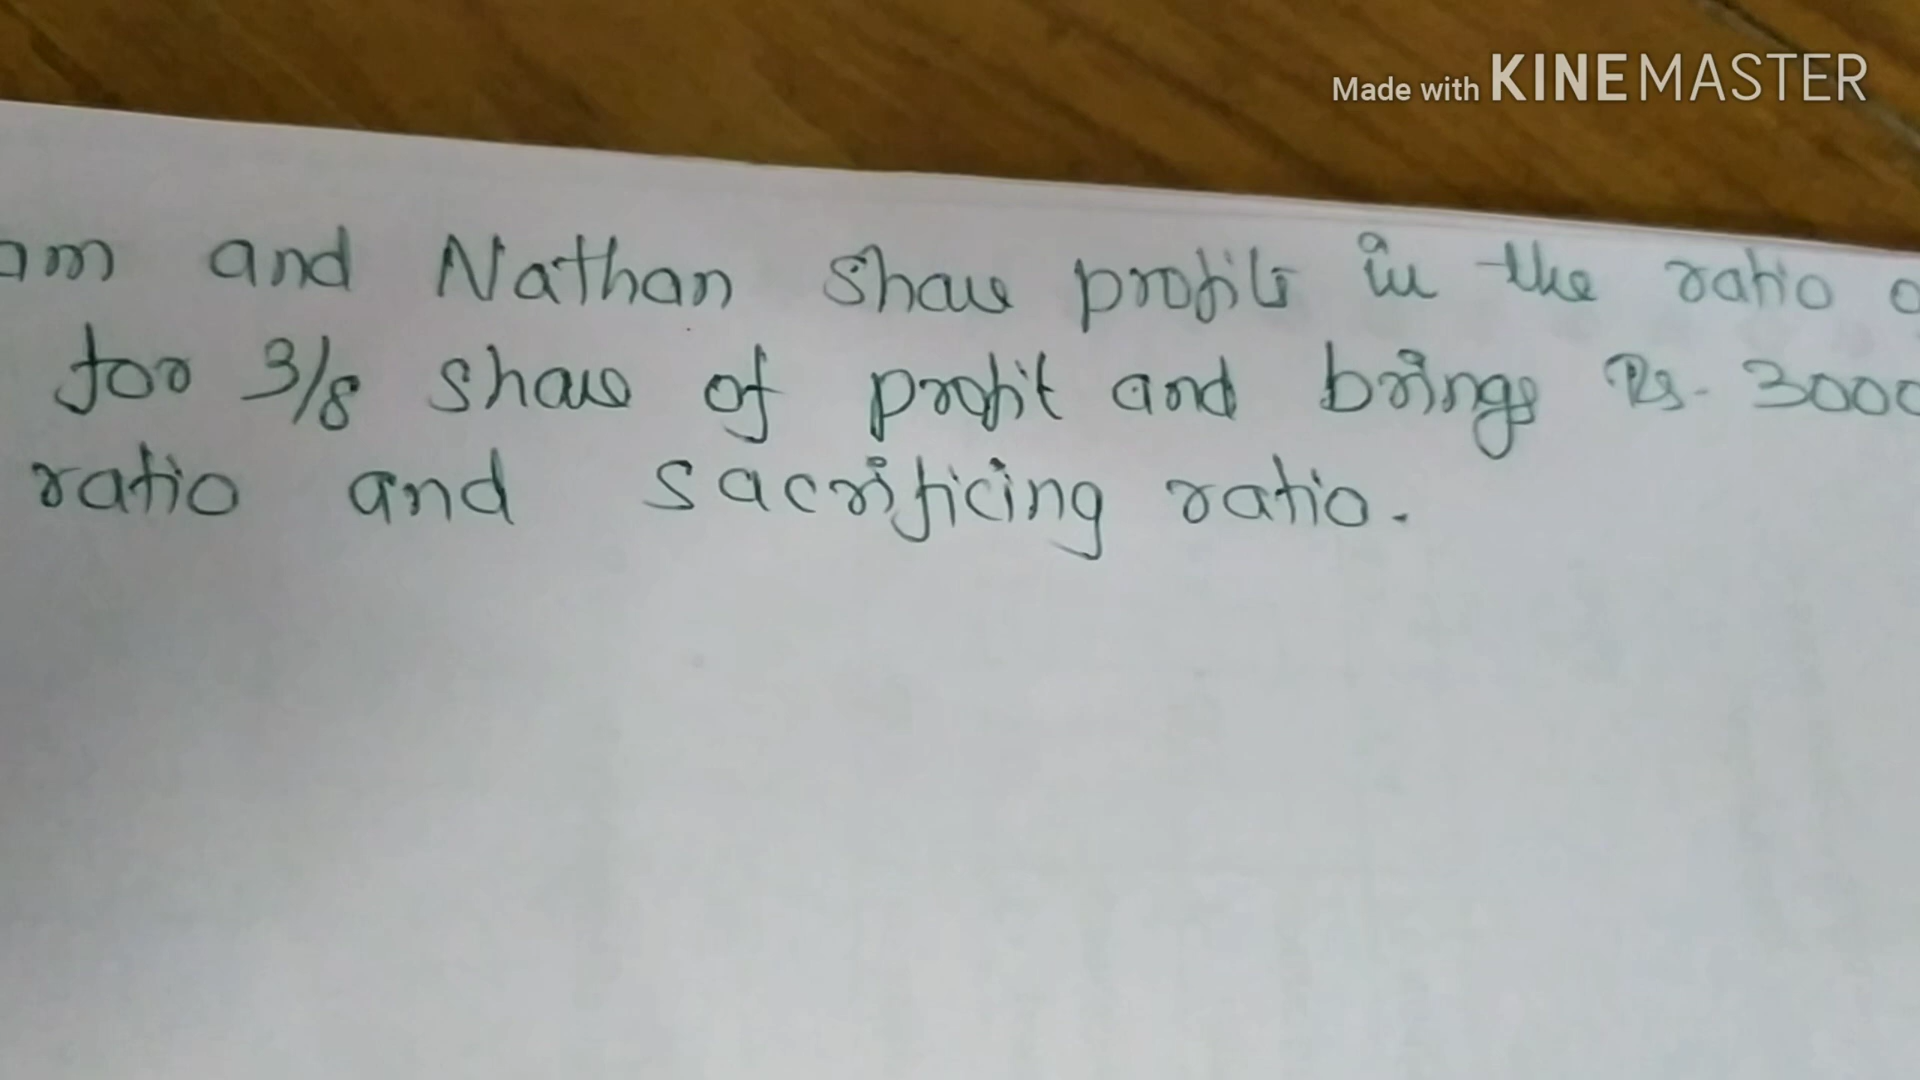 Made with KINEMASTER
am and Nathan share profits in the ratio o
for 3/8 share of profit and brings Rs. 3000
ratio and sacrificing ratio.